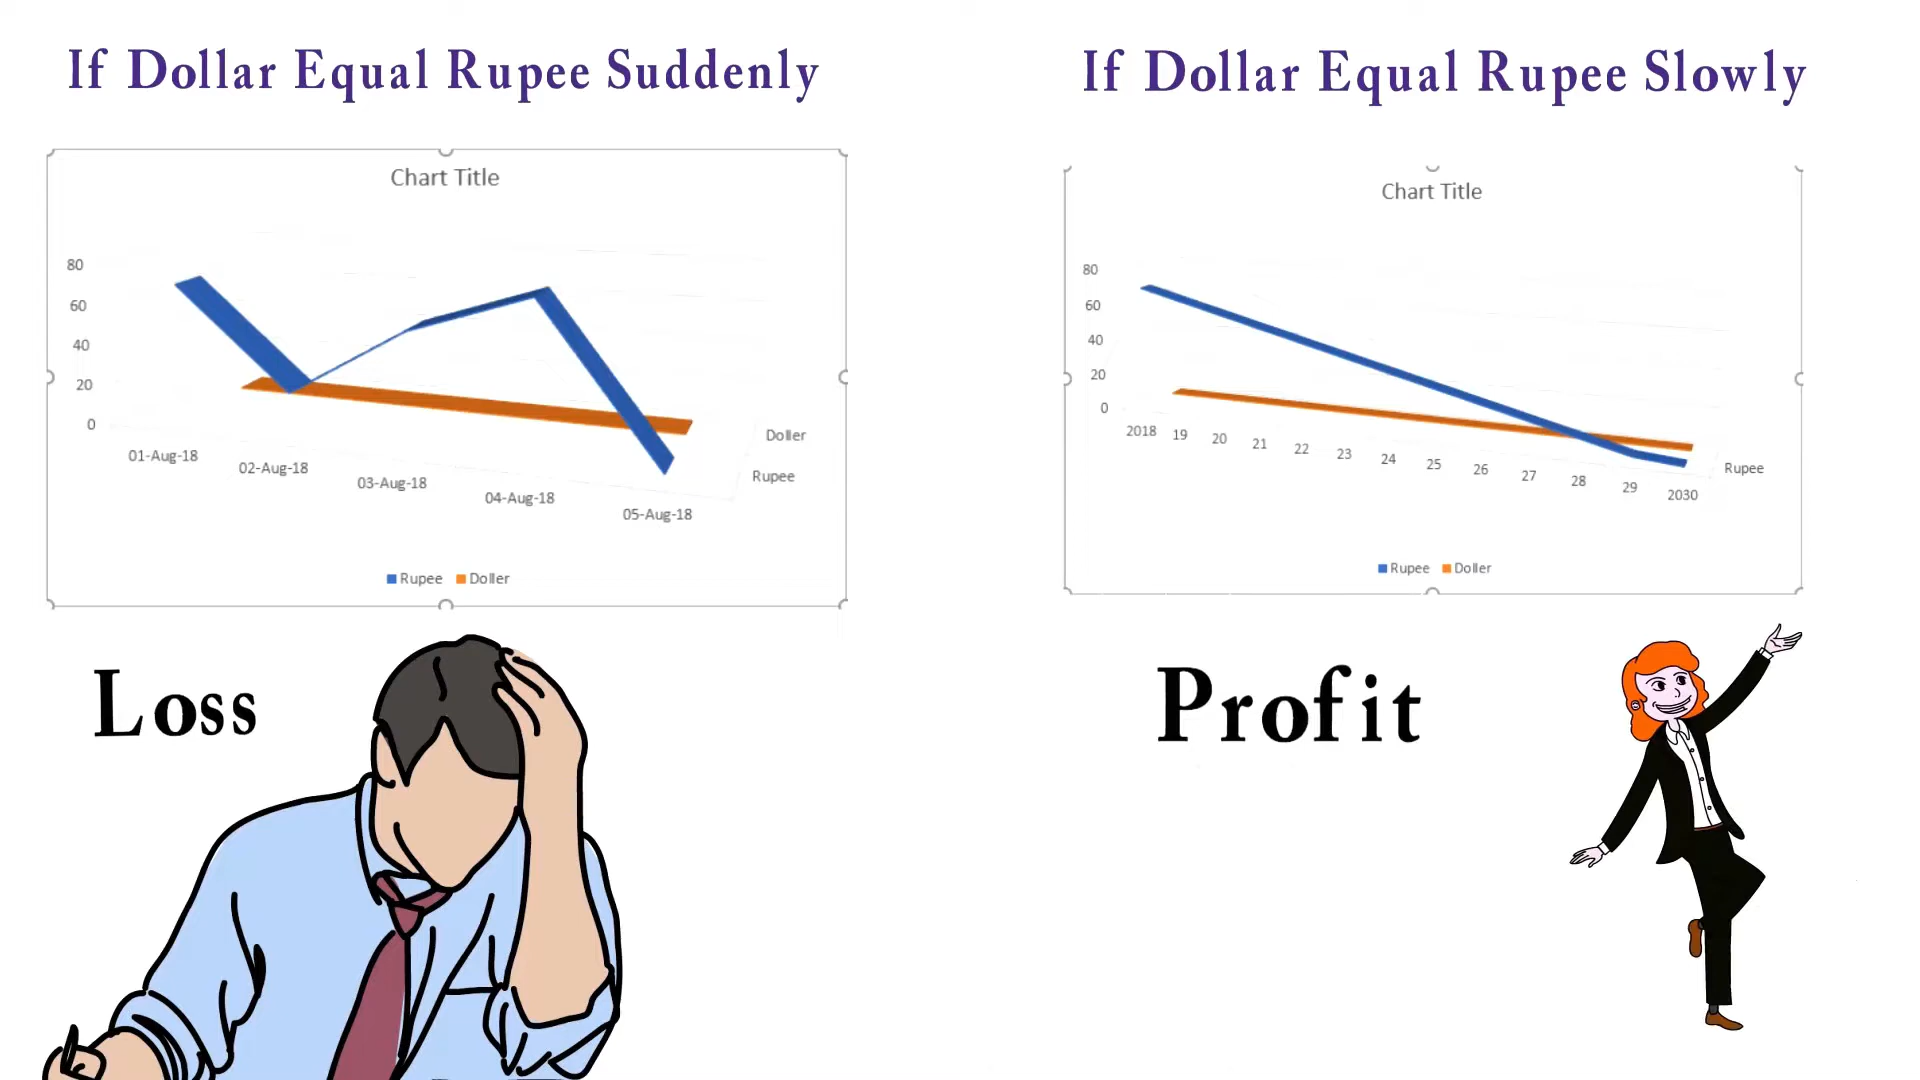 If Dollar Equal Rupee Suddenly
Chart Title
80
60
40
20
0
01-Aug-18
02-Aug-18
03-Aug-18
04-Aug-18
05-Aug-18
Doller
Rupee
Rupee Doller
Loss
If Dollar Equal Rupee Slowly
Chart Title
80
60
40
20
0
2018 19 20 21 22 23 24 25 26 27 28 29 2030
Rupee
Rupee Doller
Profit